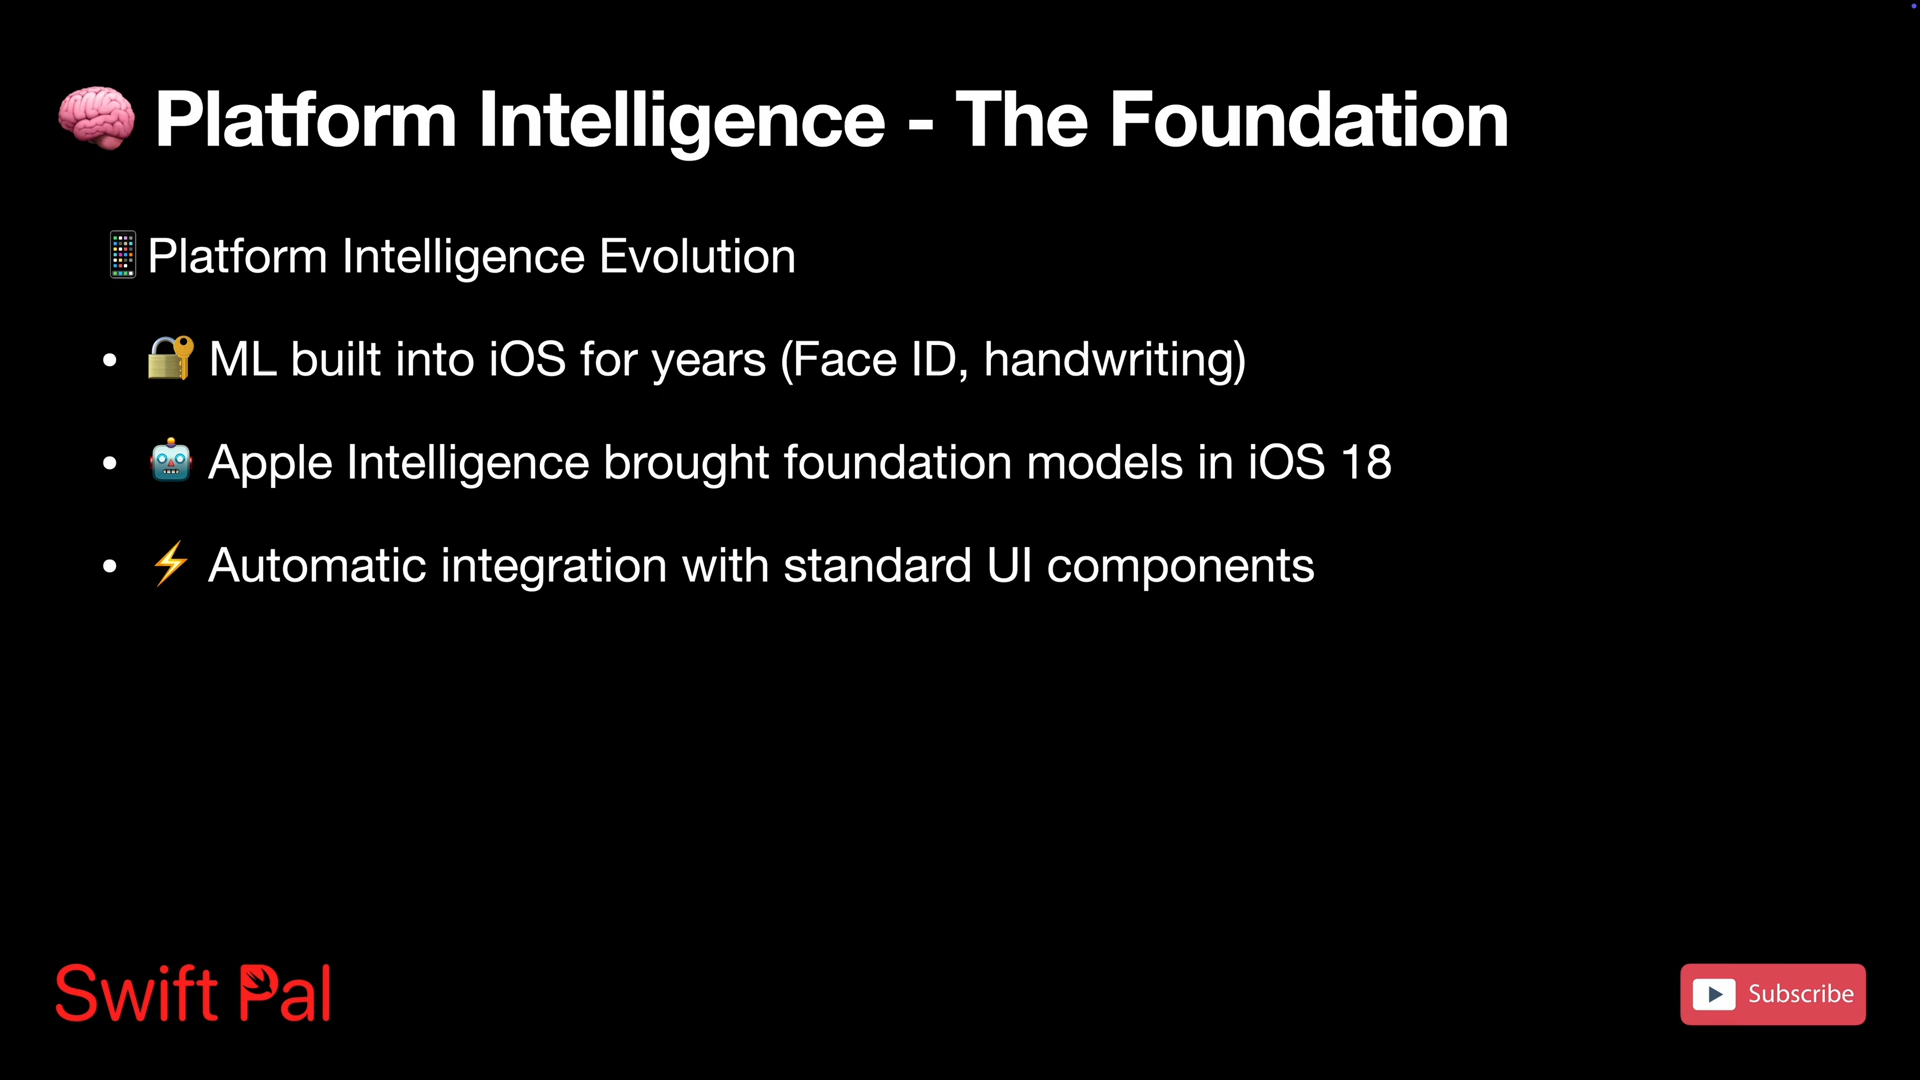 🧠 Platform Intelligence - The Foundation
📱Platform Intelligence Evolution
• 🔐 ML built into iOS for years (Face ID, handwriting)
• 🤖 Apple Intelligence brought foundation models in iOS 18
• ⚡ Automatic integration with standard UI components
Swift Pal
Subscribe